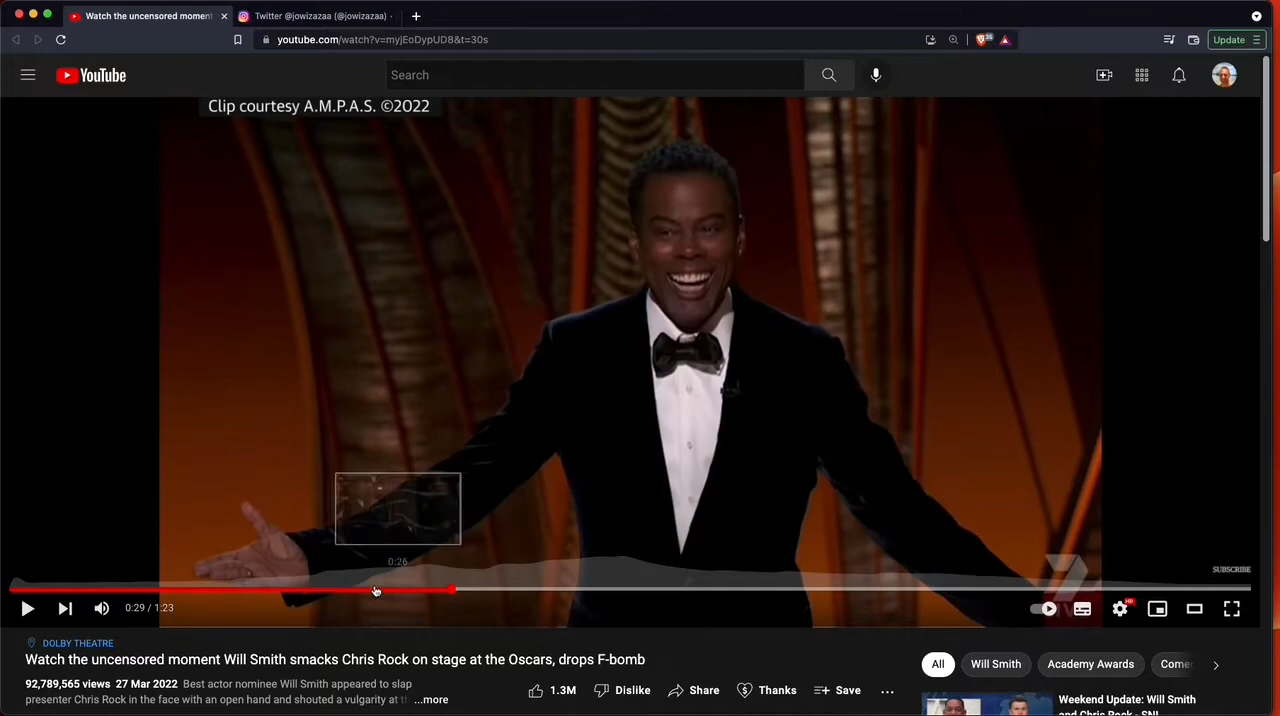 Watch the uncensored moment
Twitter @jowizazaa (@jowizazaa)
youtube.com/watch?v=myjEoDypUD8&t=30s
Update
YouTube
Search
Clip courtesy A.M.P.A.S. ©2022
0:26
SUBSCRIBE
0:29 / 1:23
HD
DOLBY THEATRE
Watch the uncensored moment Will Smith smacks Chris Rock on stage at the Oscars, drops F-bomb
All
Will Smith
Academy Awards
Come
92,789,565 views 27 Mar 2022 Best actor nominee Will Smith appeared to slap
presenter Chris Rock in the face with an open hand and shouted a vulgarity at th ...more
1.3M
Dislike
Share
Thanks
Save
Weekend Update: Will Smith
and Chris Rock - SNL